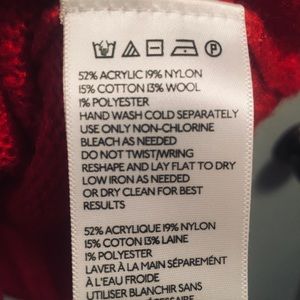 52% ACRYLIC 19% NYLON
15% COTTON 13% WOOL
1% POLYESTER
HAND WASH COLD SEPARATELY
USE ONLY NON-CHLORINE
BLEACH AS NEEDED
DO NOT TWIST/WRING
RESHAPE AND LAY FLAT TO DRY
LOW IRON AS NEEDED
OR DRY CLEAN FOR BEST
RESULTS
52% ACRYLIQUE 19% NYLON
15% COTON 13% LAINE
1% POLYESTER
LAVER À LA MAIN SÉPARÉMENT
À L'EAU FROIDE
UTILISER BLANCHIR SANS